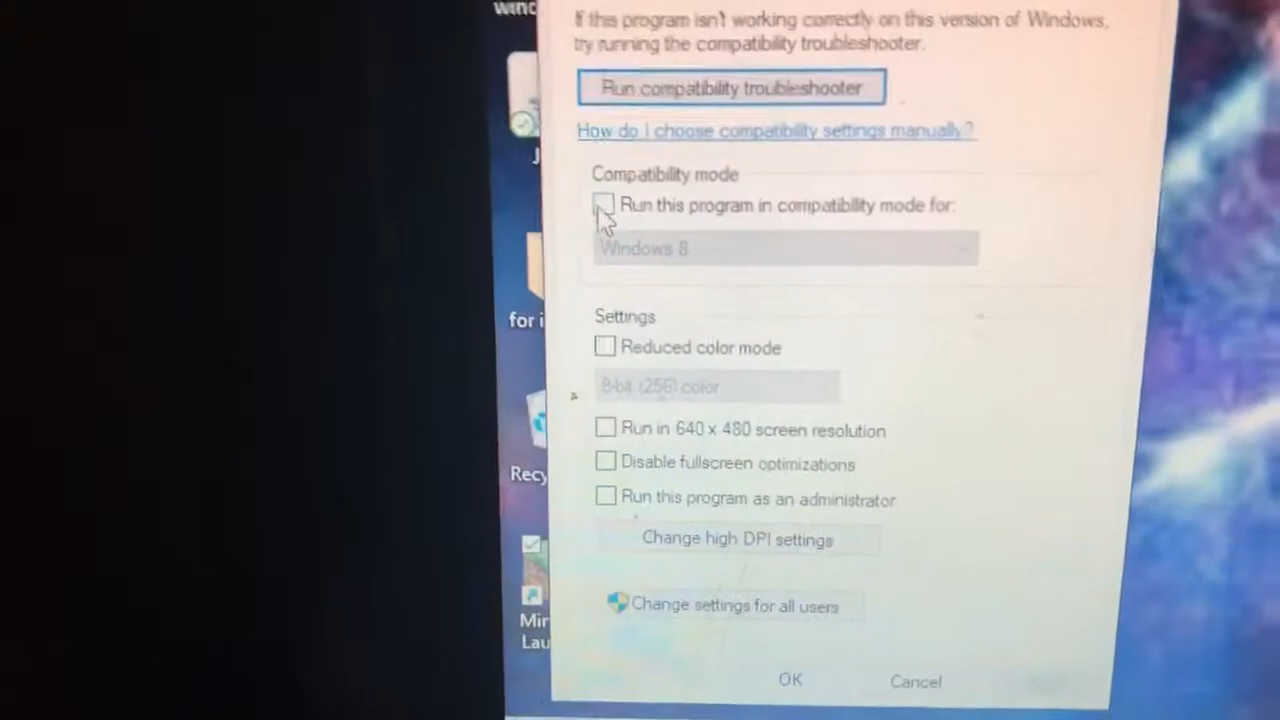 If this program isn't working correctly on this version of Windows,
try running the compatibility troubleshooter.
Run compatibility troubleshooter
How do I choose compatibility settings manually?
Compatibility mode
Run this program in compatibility mode for:
Windows 8
Settings
Reduced color mode
8-bit (256) color
for i
Run in 640 x 480 screen resolution
Disable fullscreen optimizations
Recy
Run this program as an administrator
Change high DPI settings
Change settings for all users
Lau
OK
Cancel